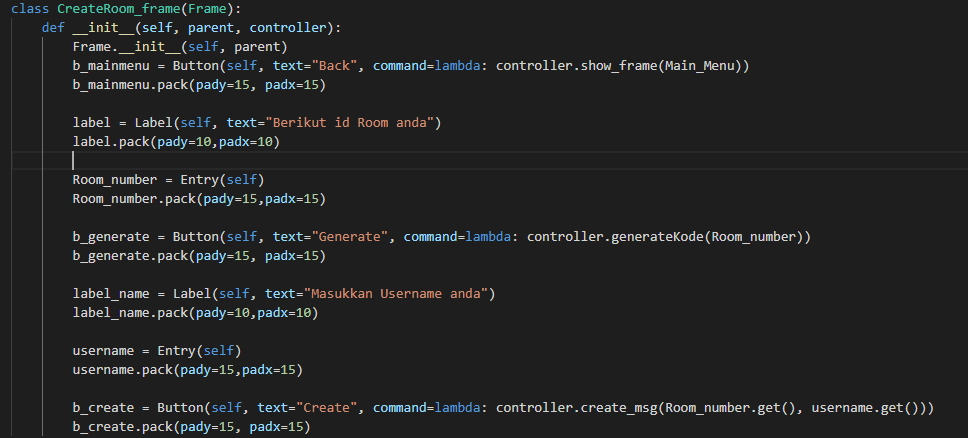 class CreateRoom_frame(Frame):
def __init__(self, parent, controller):
Frame.__init__(self, parent)
b_mainmenu = Button(self, text="Back", command=lambda: controller.show_frame(Main_Menu))
b_mainmenu.pack(pady=15, padx=15)
label = Label(self, text="Berikut id Room anda")
label.pack(pady=10,padx=10)
Room_number = Entry(self)
Room_number.pack(pady=15,padx=15)
b_generate = Button(self, text="Generate", command=lambda: controller.generateKode(Room_number))
b_generate.pack(pady=15, padx=15)
label_name = Label(self, text="Masukkan Username anda")
label_name.pack(pady=10,padx=10)
username = Entry(self)
username.pack(pady=15,padx=15)
b_create = Button(self, text="Create", command=lambda: controller.create_msg(Room_number.get(), username.get()))
b_create.pack(pady=15, padx=15)